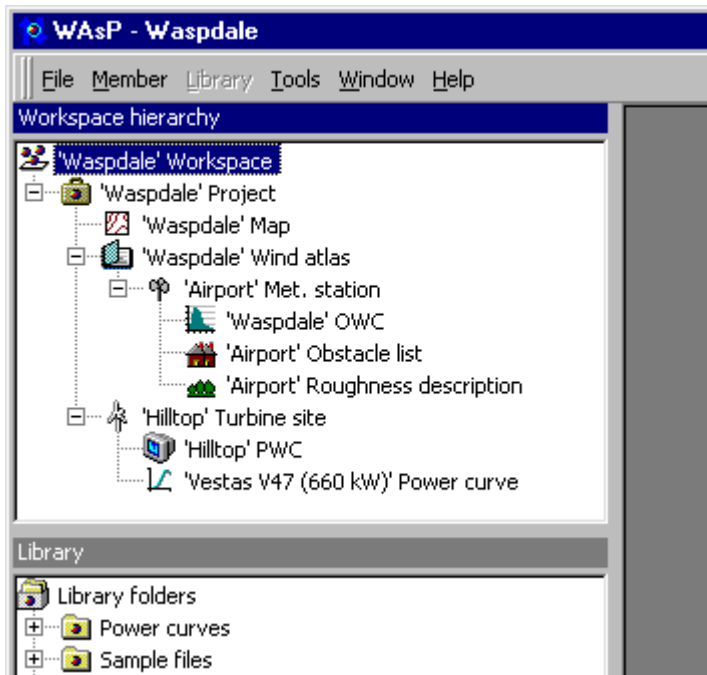 WAsP - Waspdale
File Member Library Tools Window Help
Workspace hierarchy
'Waspdale' Workspace
'Waspdale' Project
'Waspdale' Map
'Waspdale' Wind atlas
'Airport' Met. station
'Waspdale' OWC
'Airport' Obstacle list
'Airport' Roughness description
'Hilltop' Turbine site
'Hilltop' PWC
'Vestas V47 (660 kW)' Power curve
Library
Library folders
Power curves
Sample files